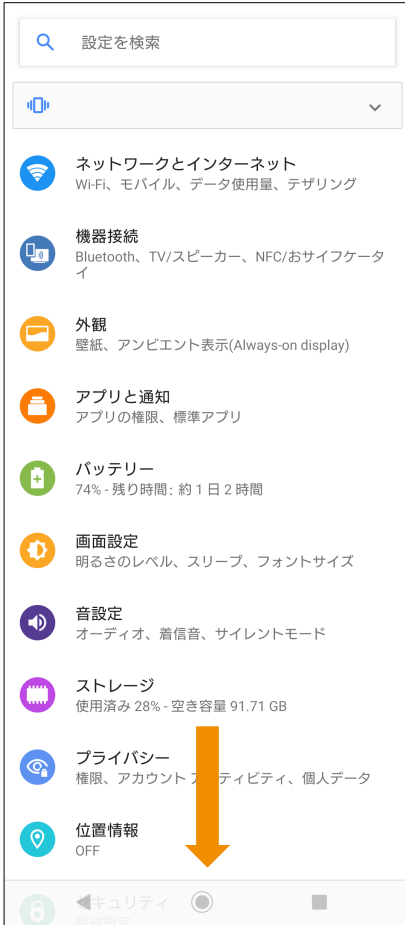 設定を検索
ネットワークとインターネット
Wi-Fi、モバイル、データ使用量、テザリング
機器接続
Bluetooth、TV/スピーカー、NFC/おサイフケータ
イ
外観
壁紙、アンビエント表示(Always-on display)
アプリと通知
アプリの権限、標準アプリ
バッテリー
74% - 残り時間: 約 1 日 2 時間
画面設定
明るさのレベル、スリープ、フォントサイズ
音設定
オーディオ、着信音、サイレントモード
ストレージ
使用済み 28% - 空き容量 91.71 GB
プライバシー
権限、アカウント ティビティ、個人データ
位置情報
OFF
キュリティ